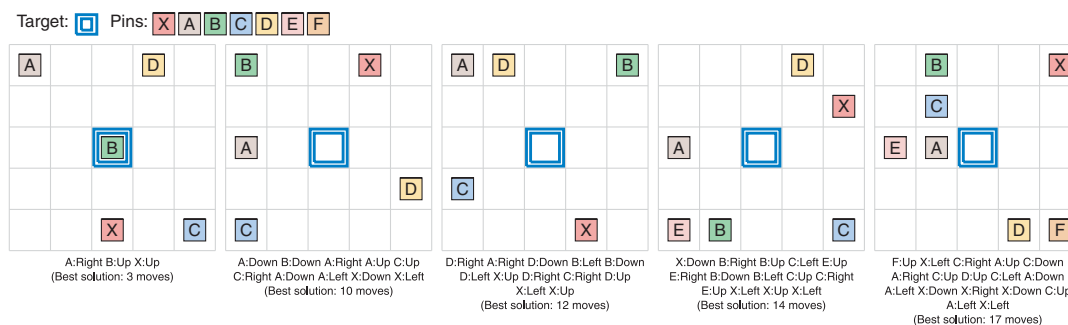 Target: Pins: X A B C D E F
A D
B
X C
A:Right B:Up X:Up
(Best solution: 3 moves)
B X
A
D
C
A:Down B:Down A:Right A:Up C:Up
C:Right A:Down A:Left X:Down X:Left
(Best solution: 10 moves)
A D B
C
X
D:Right A:Right D:Down B:Left B:Down
D:Left X:Up D:Right C:Right D:Up
X:Left X:Up
(Best solution: 12 moves)
D
X
A
E B C
X:Down B:Right B:Up C:Left E:Up
E:Right B:Down B:Left C:Up C:Right
E:Up X:Left X:Up X:Left
(Best solution: 14 moves)
B X
C
E A
D F
F:Up X:Left C:Right A:Up C:Down
A:Right C:Up D:Up C:Left A:Down
A:Left X:Down X:Right X:Down C:Up
A:Left X:Left
(Best solution: 17 moves)